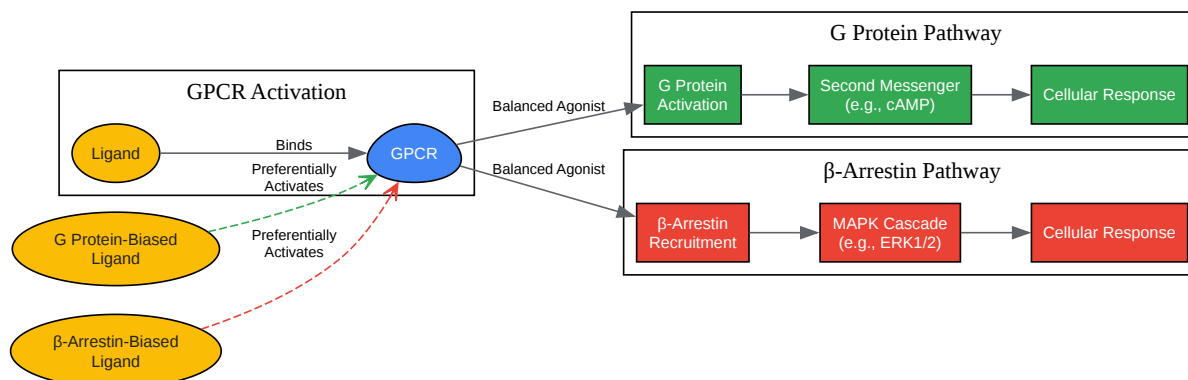 GPCR Activation
Ligand
Binds
GPCR
Preferentially
Activates
G Protein-Biased
Ligand
Preferentially
Activates
β-Arrestin-Biased
Ligand
Balanced Agonist
Balanced Agonist
G Protein Pathway
G Protein
Activation
Second Messenger
(e.g., cAMP)
Cellular Response
β-Arrestin Pathway
β-Arrestin
Recruitment
MAPK Cascade
(e.g., ERK1/2)
Cellular Response